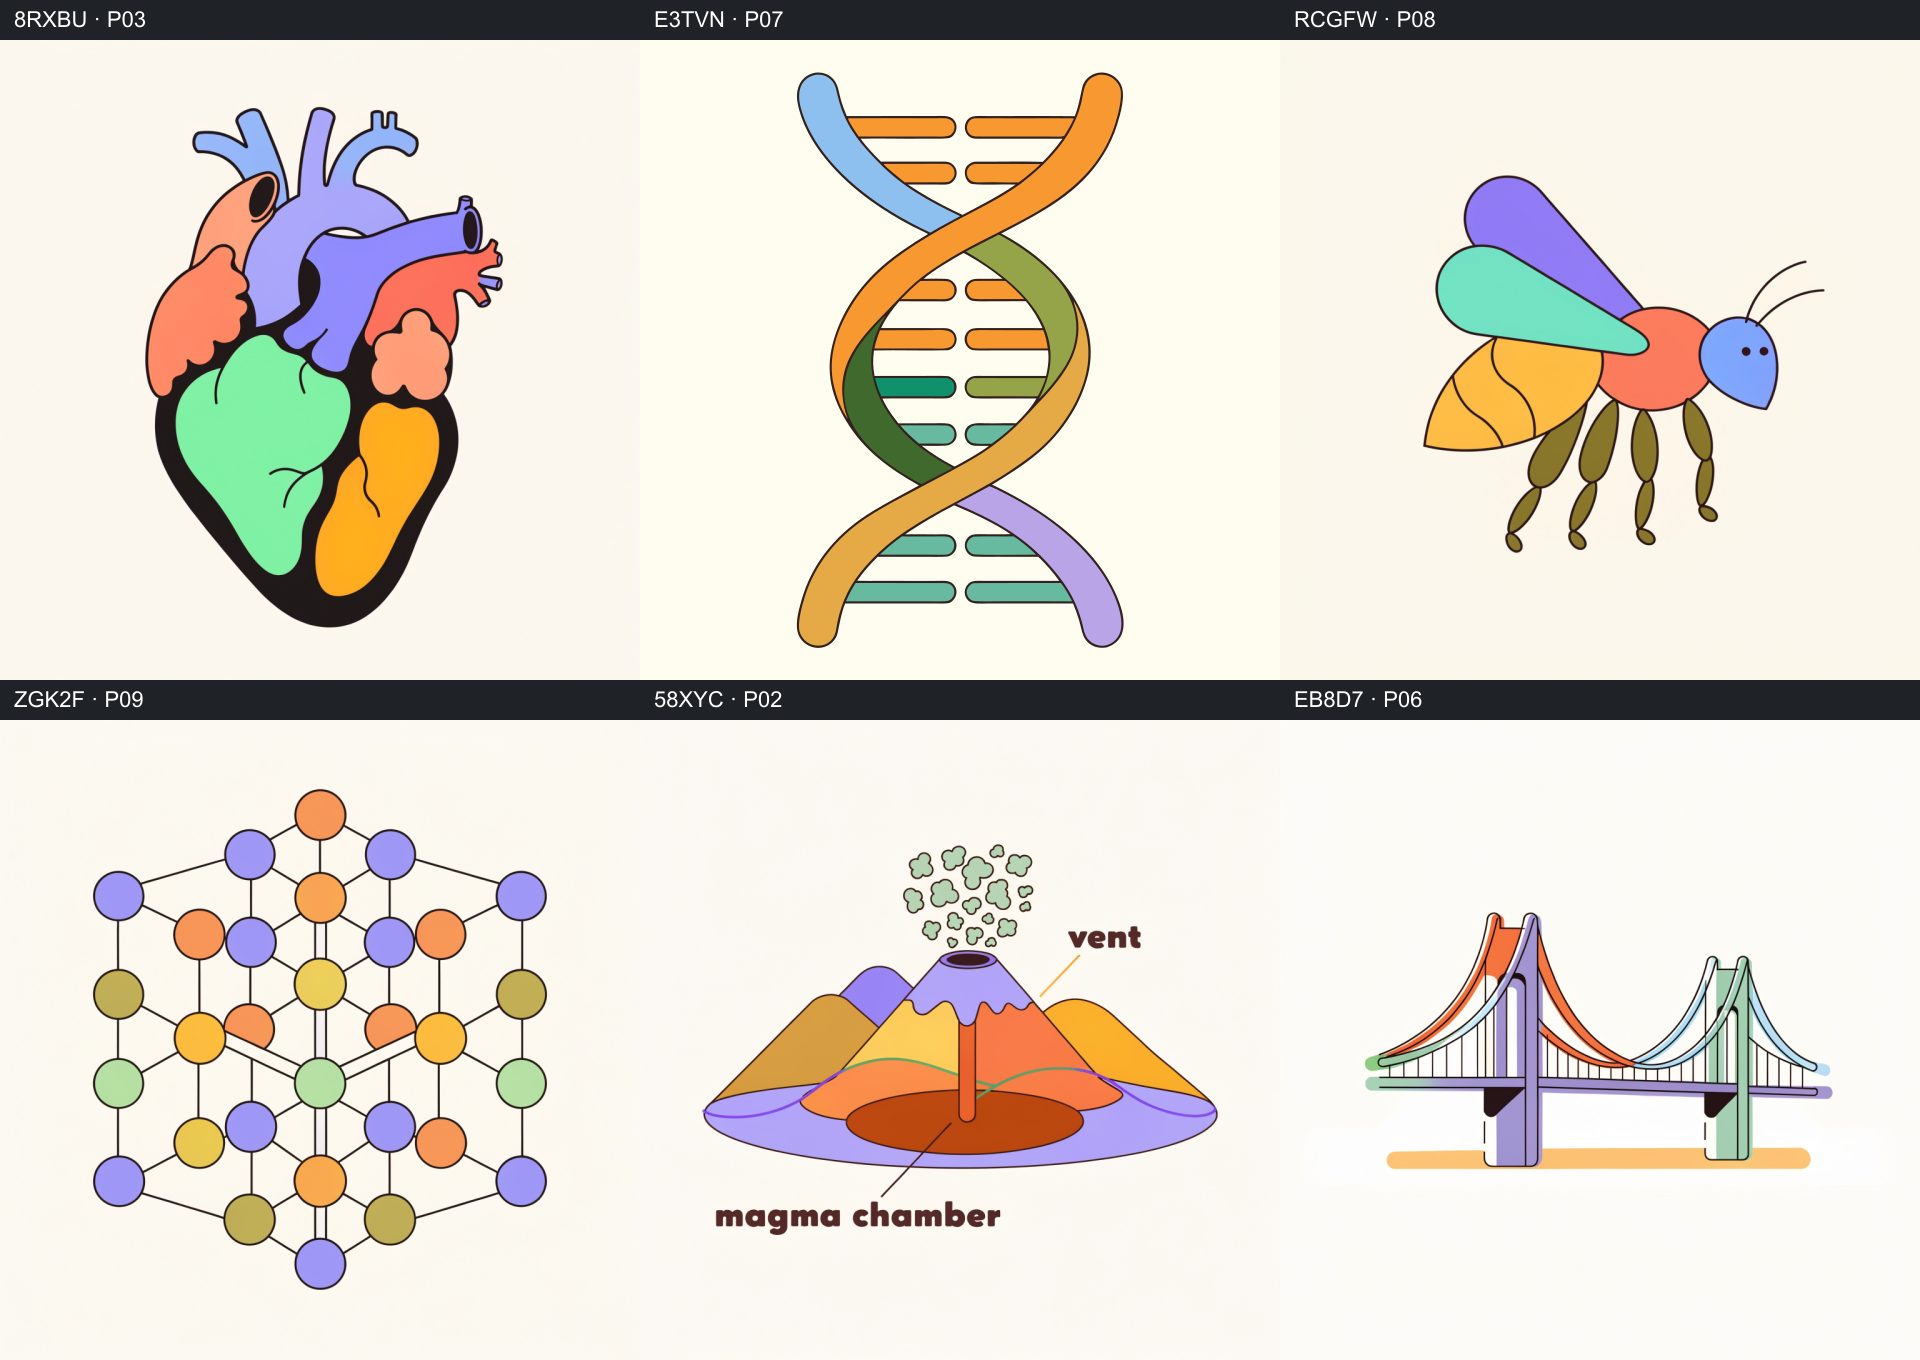 8RXBU · P03
E3TVN · P07
RCGFW · P08
ZGK2F · P09
58XYC · P02
EB8D7 · P06
vent
magma chamber